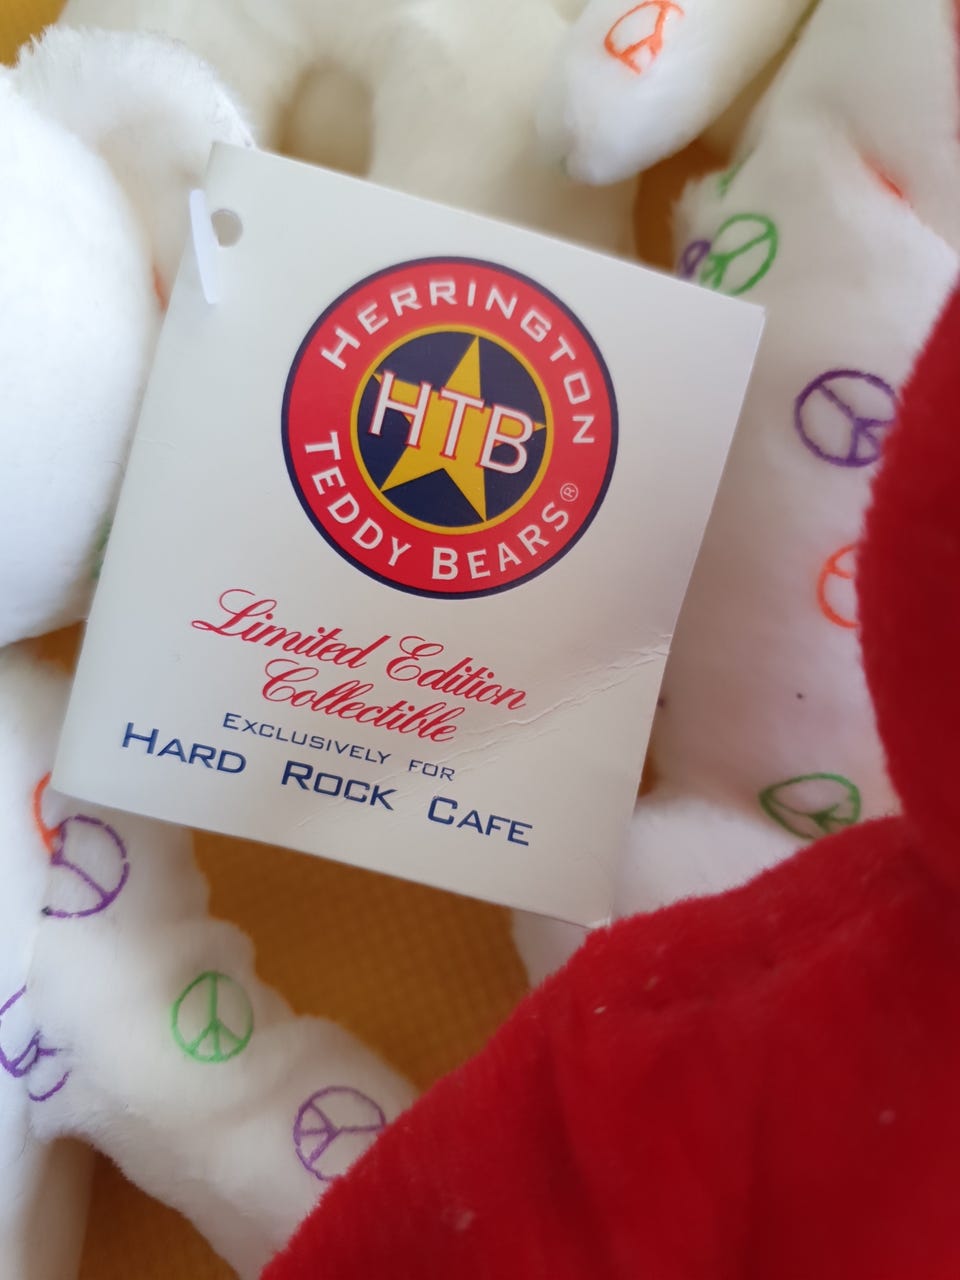 HERRINGTON
HTB
TEDDY BEARS®
Limited Edition
Collectible
EXCLUSIVELY FOR
HARD ROCK CAFE